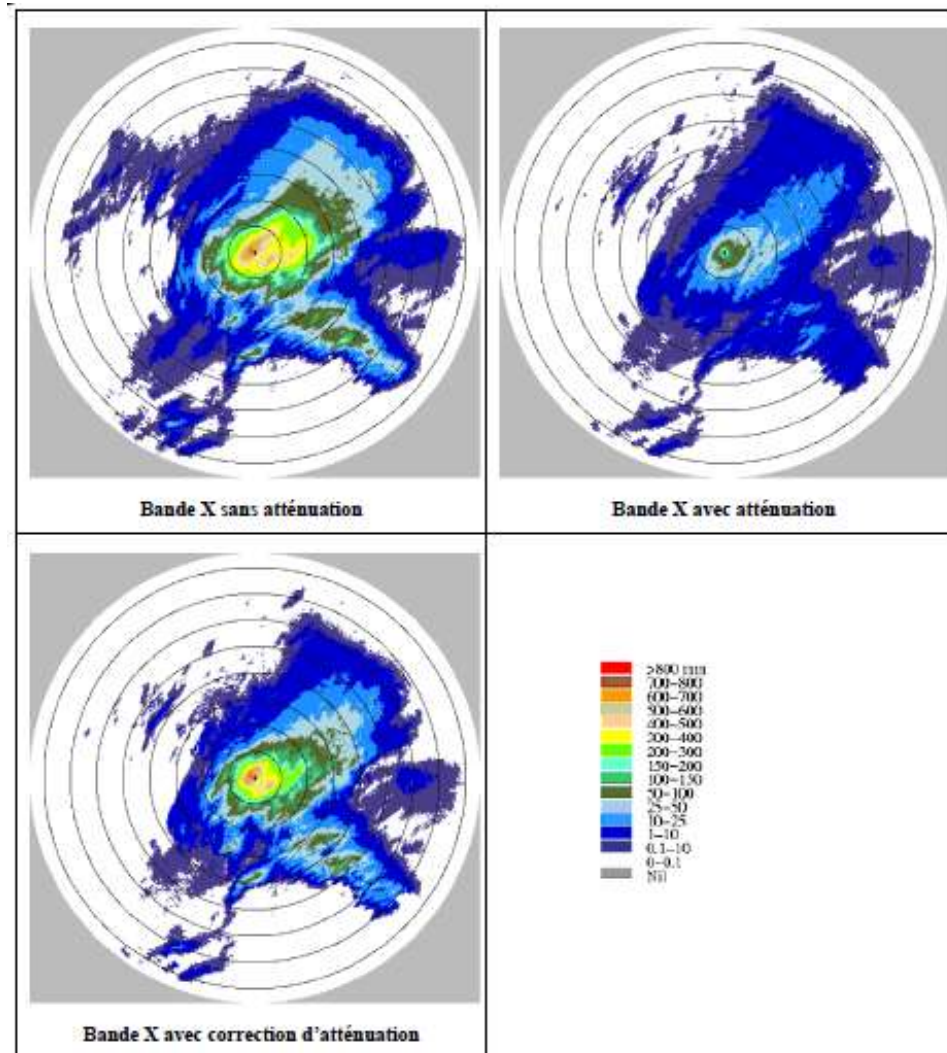 Bande X sans atténuation
Bande X avec atténuation
Bande X avec correction d'atténuation
>800 mm
700-800
600-700
500-600
400-500
300-400
200-300
150-200
100-150
50-100
25-50
10-25
1-10
0.1-10
0-0.1
Nil